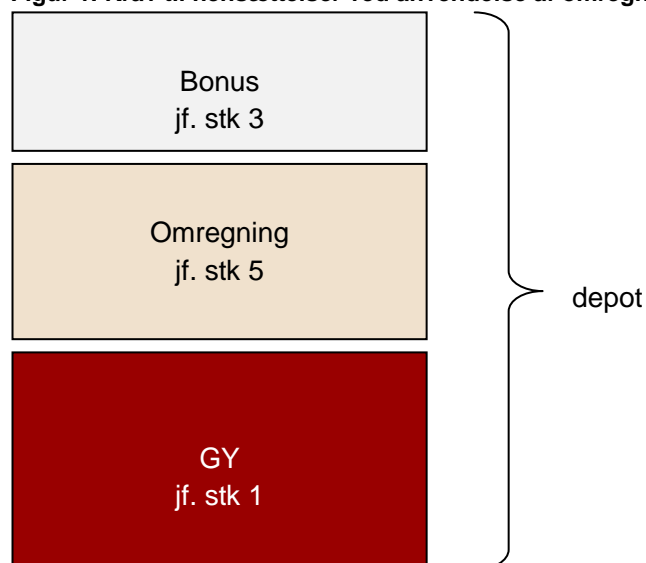 Bonus
jf. stk 3
Omregning
jf. stk 5
depot
GY
jf. stk 1